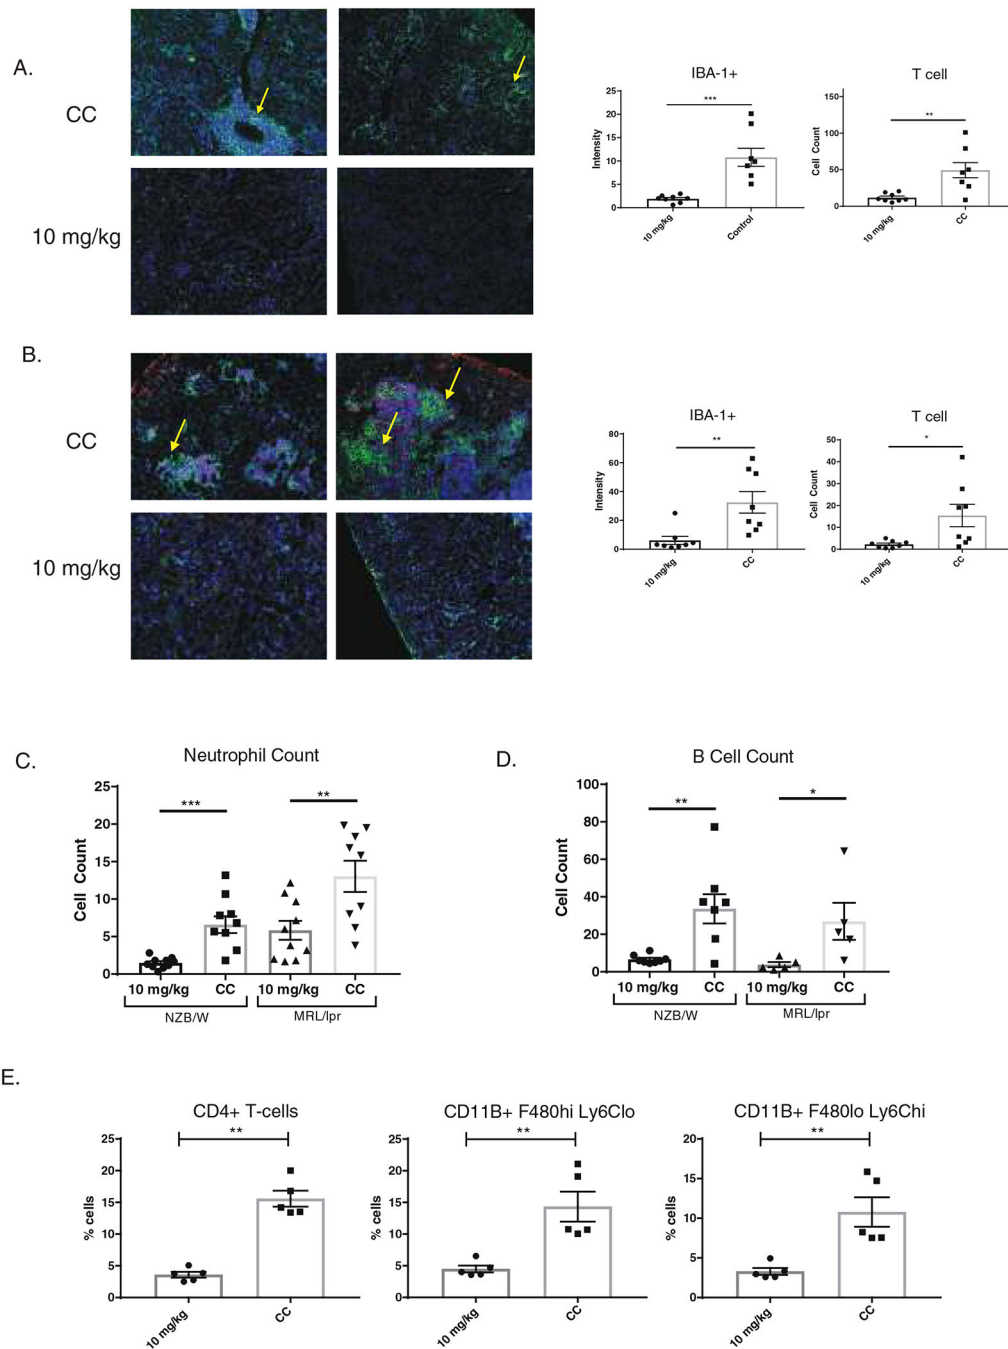 A.
CC
10 mg/kg
IBA-1+
***
Intensity
25
20
15
10
5
0
10 mg/kg
Control
T cell
**
Cell Count
150
100
50
0
10 mg/kg
CC
B.
CC
10 mg/kg
IBA-1+
**
Intensity
80
60
40
20
0
10 mg/kg
CC
T cell
*
Cell Count
50
40
30
20
10
0
10 mg/kg
CC
C.
Neutrophil Count
***
**
Cell Count
25
20
15
10
5
0
10 mg/kg CC 10 mg/kg CC
NZB/W MRL/lpr
D.
B Cell Count
**
*
Cell Count
100
80
60
40
20
0
10 mg/kg CC 10 mg/kg CC
NZB/W MRL/lpr
E.
CD4+ T-cells
**
% cells
25
20
15
10
5
0
10 mg/kg
CC
CD11B+ F480hi Ly6Clo
**
% cells
25
20
15
10
5
0
10 mg/kg
CC
CD11B+ F480lo Ly6Chi
**
% cells
20
15
10
5
0
10 mg/kg
CC